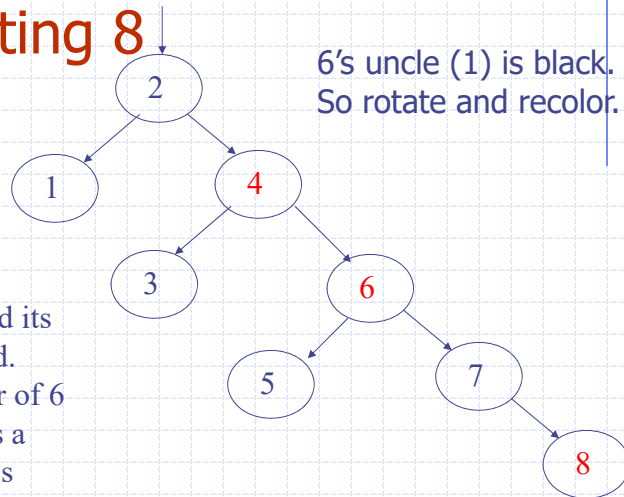 ting 8
6's uncle (1) is black.
So rotate and recolor.
2
1
4
3
6
d its
d.
r of 6
5
7
s a
s
8